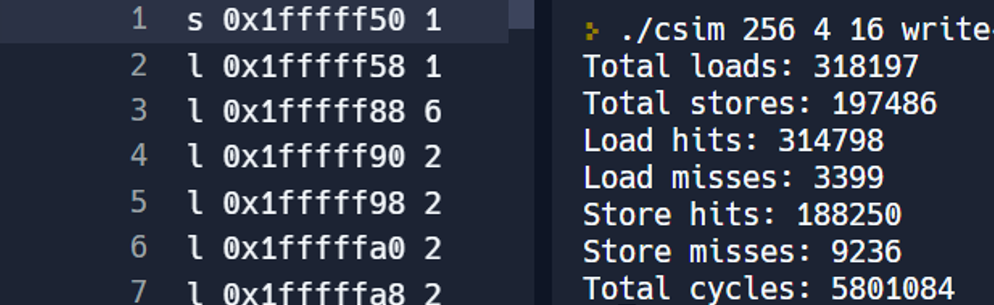 1 s 0x1fffff50 1
2 l 0x1fffff58 1
3 l 0x1fffff88 6
4 l 0x1fffff90 2
5 l 0x1fffff98 2
6 l 0x1fffffa0 2
7 l 0x1fffffa8 2
./csim 256 4 16 write-
Total loads: 318197
Total stores: 197486
Load hits: 314798
Load misses: 3399
Store hits: 188250
Store misses: 9236
Total cycles: 5801084